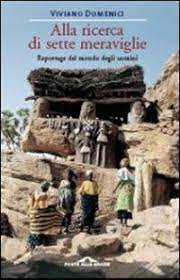 VIVIANO DOMENICI
Alla ricerca
di sette meraviglie
Reportage dal mondo degli uomini
PONTE ALLE GRAZIE